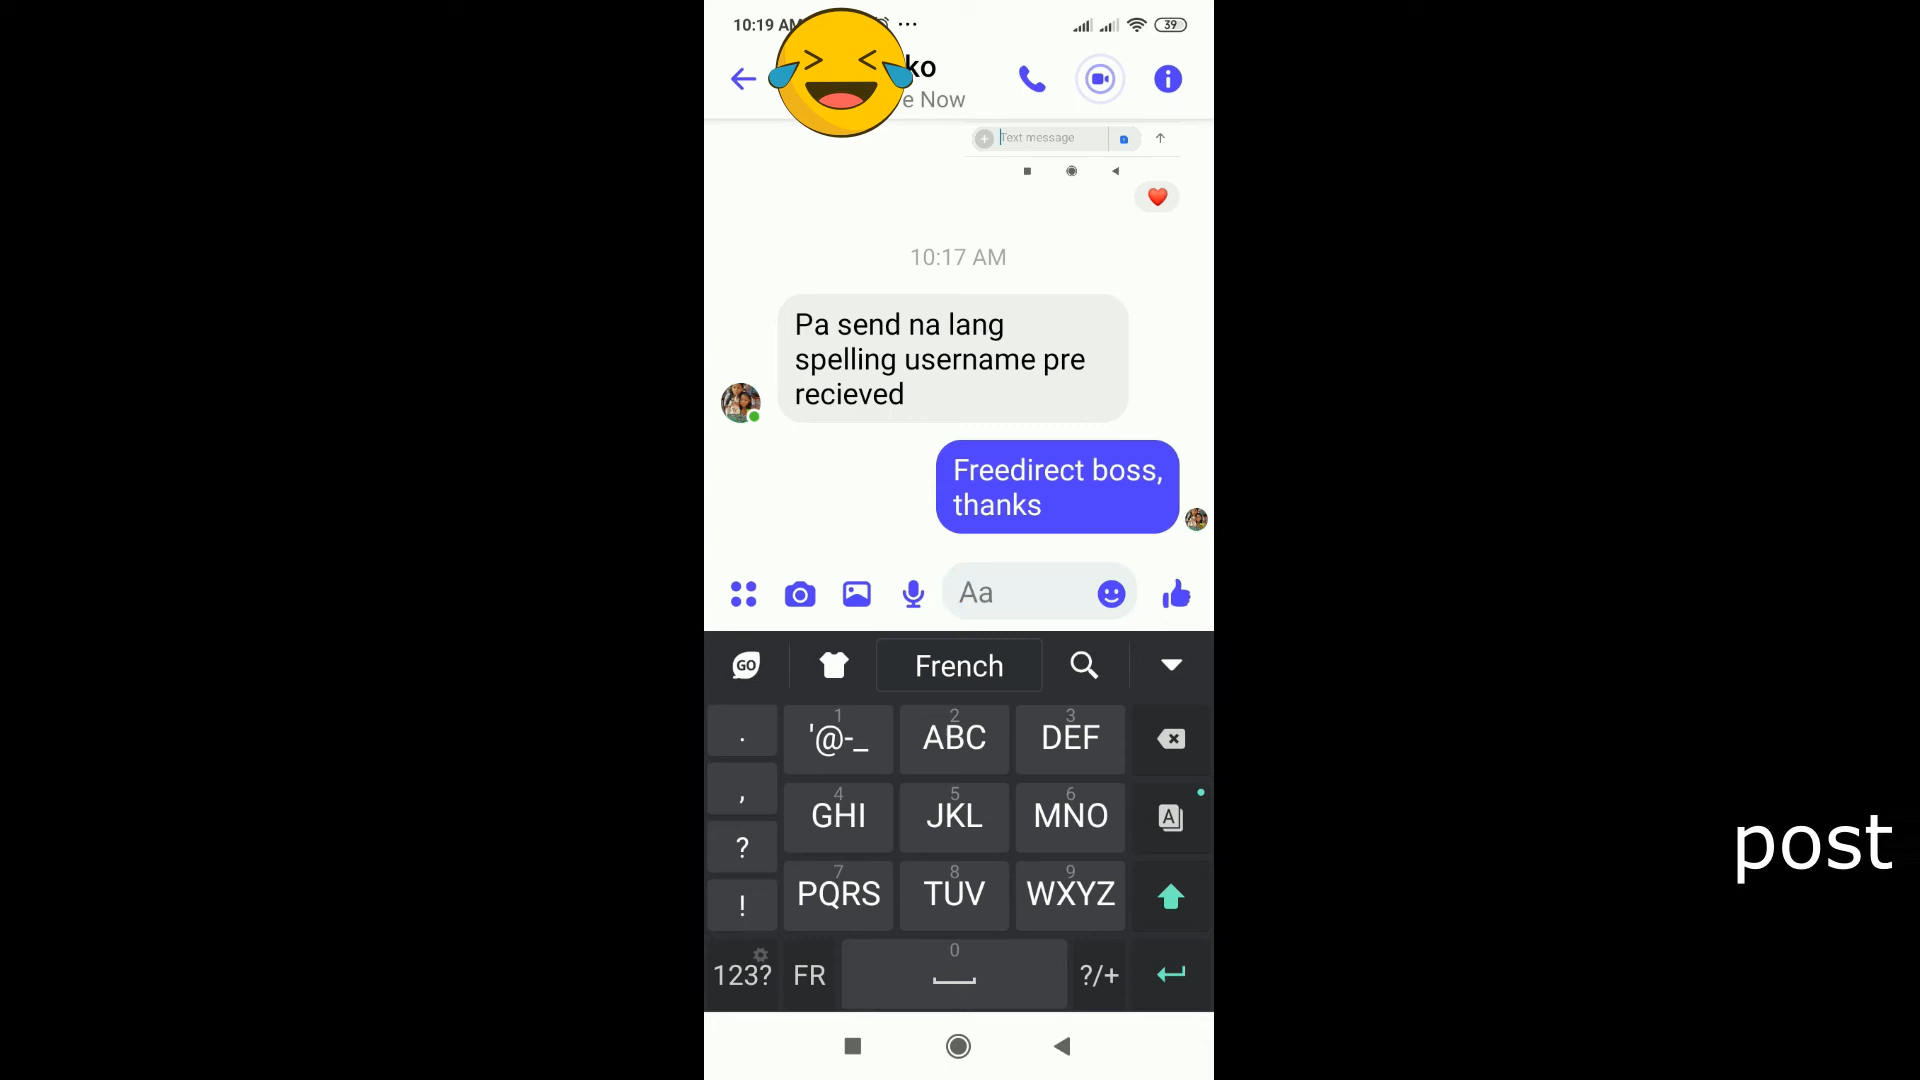 10:19 AM
39
ko
e Now
Text message
10:17 AM
Pa send na lang
spelling username pre
recieved
Freedirect boss,
thanks
Aa
GO
French
. 1 '@-_ 2 ABC 3 DEF
, 4 GHI 5 JKL 6 MNO A
? 7 PQRS 8 TUV 9 WXYZ
!
123? FR 0 ?/+
post